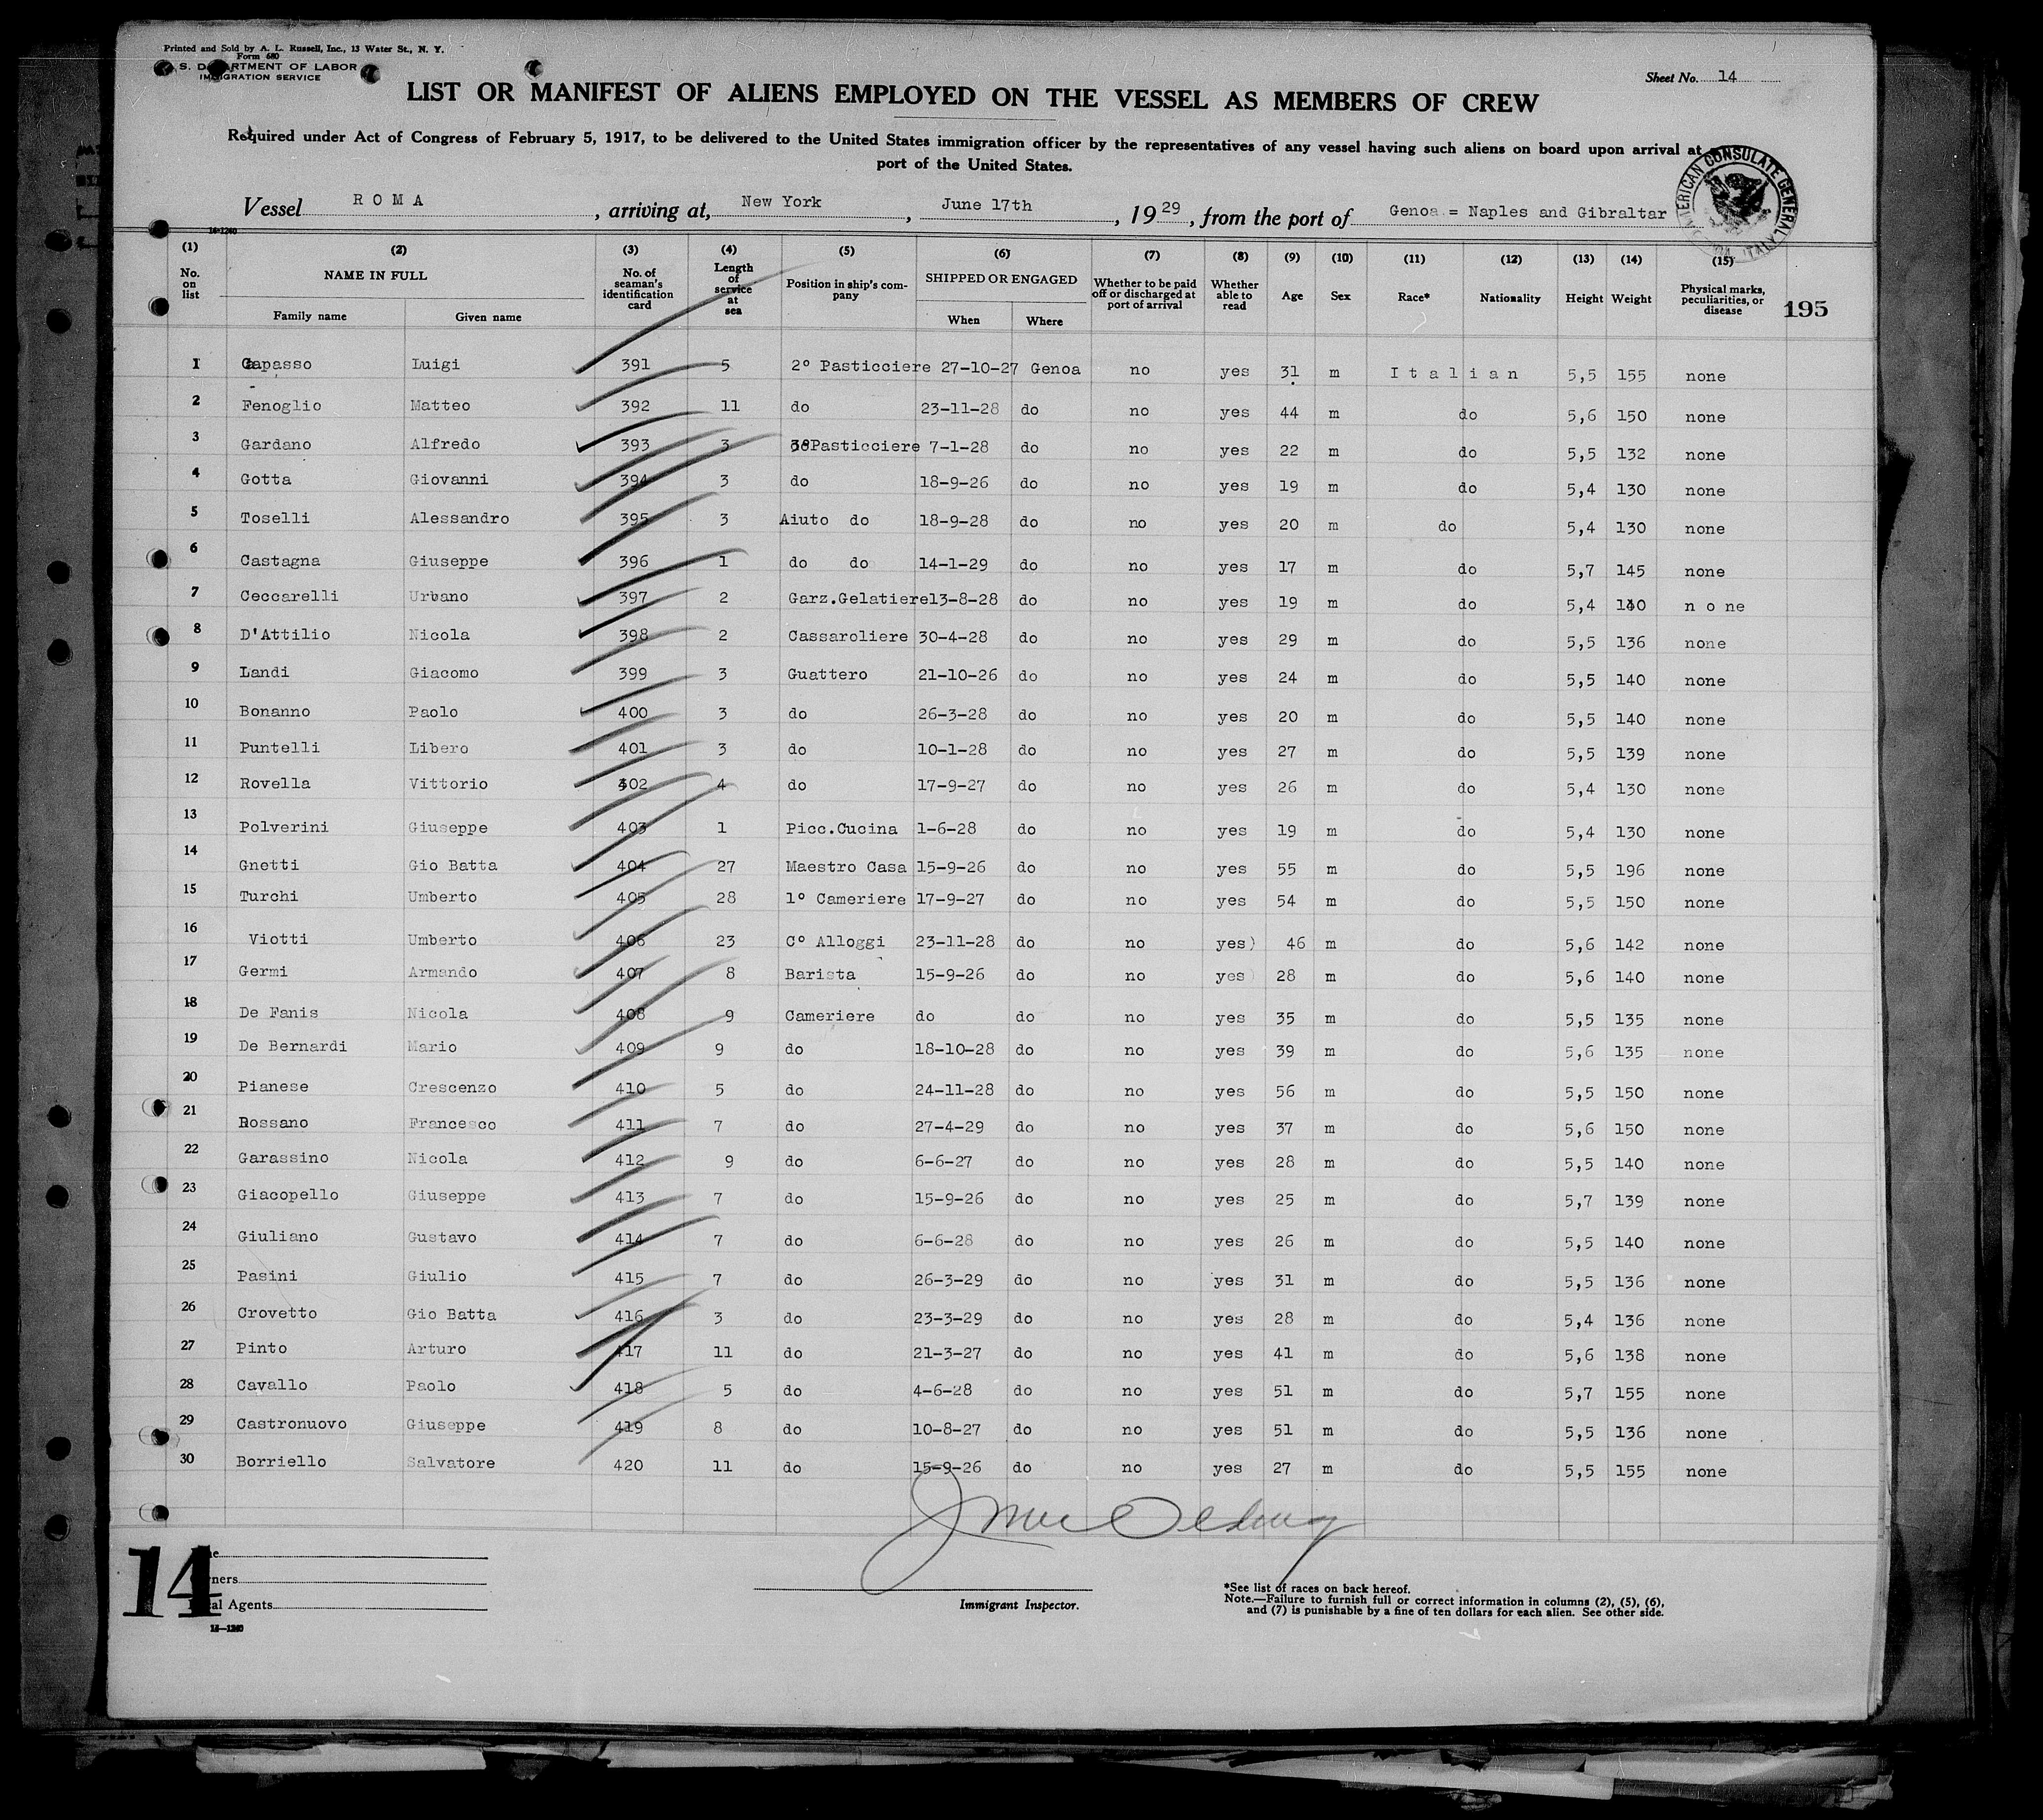 Printed and Sold by A. L. Russell, Inc., 13 Water St., N. Y.
Form 680
S. DEPARTMENT OF LABOR
IMMIGRATION SERVICE
Sheet No. 14
LIST OR MANIFEST OF ALIENS EMPLOYED ON THE VESSEL AS MEMBERS OF CREW
Required under Act of Congress of February 5, 1917, to be delivered to the United States immigration officer by the representatives of any vessel having such aliens on board upon arrival at
port of the United States.
AMERICAN CONSULATE GENERAL
Vessel ROMA, arriving at, New York, June 17th, 1929, from the port of Genoa = Naples and Gibraltar
16-1240
(1) (2) (3) (4) (5) (6) (7) (8) (9) (10) (11) (12) (13) (14) (15)
No. on list NAME IN FULL Family name Given name No. of seaman's identification card Length of service at sea Position in ship's company SHIPPED OR ENGAGED When Where Whether to be paid off or discharged at port of arrival Whether able to read Age Sex Race* Nationality Height Weight Physical marks, peculiarities, or disease
195
1 Capasso Luigi 391 5 2º Pasticciere 27-10-27 Genoa no yes 31 m Italian 5,5 155 none
2 Fenoglio Matteo 392 11 do 23-11-28 do no yes 44 m do 5,6 150 none
3 Gardano Alfredo 393 3 3ºPasticciere 7-1-28 do no yes 22 m do 5,5 132 none
4 Gotta Giovanni 394 3 do 18-9-26 do no yes 19 m do 5,4 130 none
5 Toselli Alessandro 395 3 Aiuto do 18-9-28 do no yes 20 m do 5,4 130 none
6 Castagna Giuseppe 396 1 do do 14-1-29 do no yes 17 m do 5,7 145 none
7 Ceccarelli Urbano 397 2 Garz.Gelatiere 13-8-28 do no yes 19 m do 5,4 140 n o ne
8 D'Attilio Nicola 398 2 Cassaroliere 30-4-28 do no yes 29 m do 5,5 136 none
9 Landi Giacomo 399 3 Guattero 21-10-26 do no yes 24 m do 5,5 140 none
10 Bonanno Paolo 400 3 do 26-3-28 do no yes 20 m do 5,5 140 none
11 Puntelli Libero 401 3 do 10-1-28 do no yes 27 m do 5,5 139 none
12 Rovella Vittorio 402 4 do 17-9-27 do no yes 26 m do 5,4 130 none
13 Polverini Giuseppe 403 1 Picc.Cucina 1-6-28 do no yes 19 m do 5,4 130 none
14 Gnetti Gio Batta 404 27 Maestro Casa 15-9-26 do no yes 55 m do 5,5 196 none
15 Turchi Umberto 405 28 1º Cameriere 17-9-27 do no yes 54 m do 5,5 150 none
16 Viotti Umberto 406 23 Cº Alloggi 23-11-28 do no yes) 46 m do 5,6 142 none
17 Germi Armando 407 8 Barista 15-9-26 do no yes 28 m do 5,6 140 none
18 De Fanis Nicola 408 9 Cameriere do do no yes 35 m do 5,5 135 none
19 De Bernardi Mario 409 9 do 18-10-28 do no yes 39 m do 5,6 135 none
20 Pianese Crescenzo 410 5 do 24-11-28 do no yes 56 m do 5,5 150 none
21 Rossano Francesco 411 7 do 27-4-29 do no yes 37 m do 5,6 150 none
22 Garassino Nicola 412 9 do 6-6-27 do no yes 28 m do 5,5 140 none
23 Giacopello Giuseppe 413 7 do 15-9-26 do no yes 25 m do 5,7 139 none
24 Giuliano Gustavo 414 7 do 6-6-28 do no yes 26 m do 5,5 140 none
25 Pasini Giulio 415 7 do 26-3-29 do no yes 31 m do 5,5 136 none
26 Crovetto Gio Batta 416 3 do 23-3-29 do no yes 28 m do 5,4 136 none
27 Pinto Arturo 417 11 do 21-3-27 do no yes 41 m do 5,6 138 none
28 Cavallo Paolo 418 5 do 4-6-28 do no yes 51 m do 5,7 155 none
29 Castronuovo Giuseppe 419 8 do 10-8-27 do no yes 51 m do 5,5 136 none
30 Borriello Salvatore 420 11 do 15-9-26 do no yes 27 m do 5,5 155 none
14
Agents
16-1240
Immigrant Inspector.
*See list of races on back hereof.
Note.—Failure to furnish full or correct information in columns (2), (5), (6),
and (7) is punishable by a fine of ten dollars for each alien. See other side.